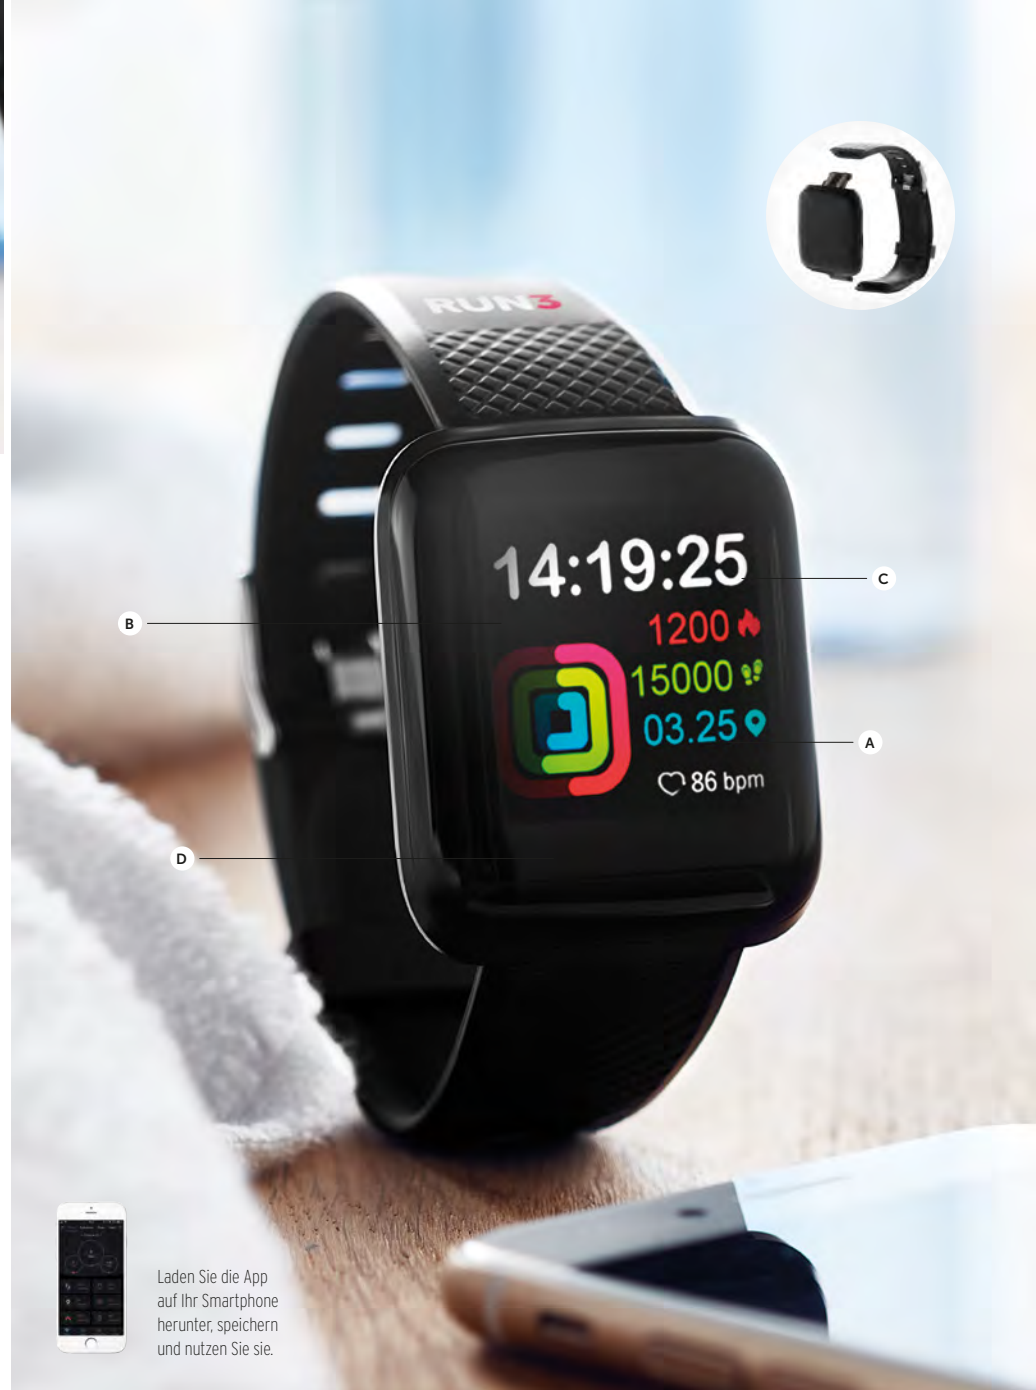 RUN3
14:19:25
C
1200
B
15000
03.25
A
86 bpm
D
Laden Sie die App
auf Ihr Smartphone
herunter, speichern
und nutzen Sie sie.